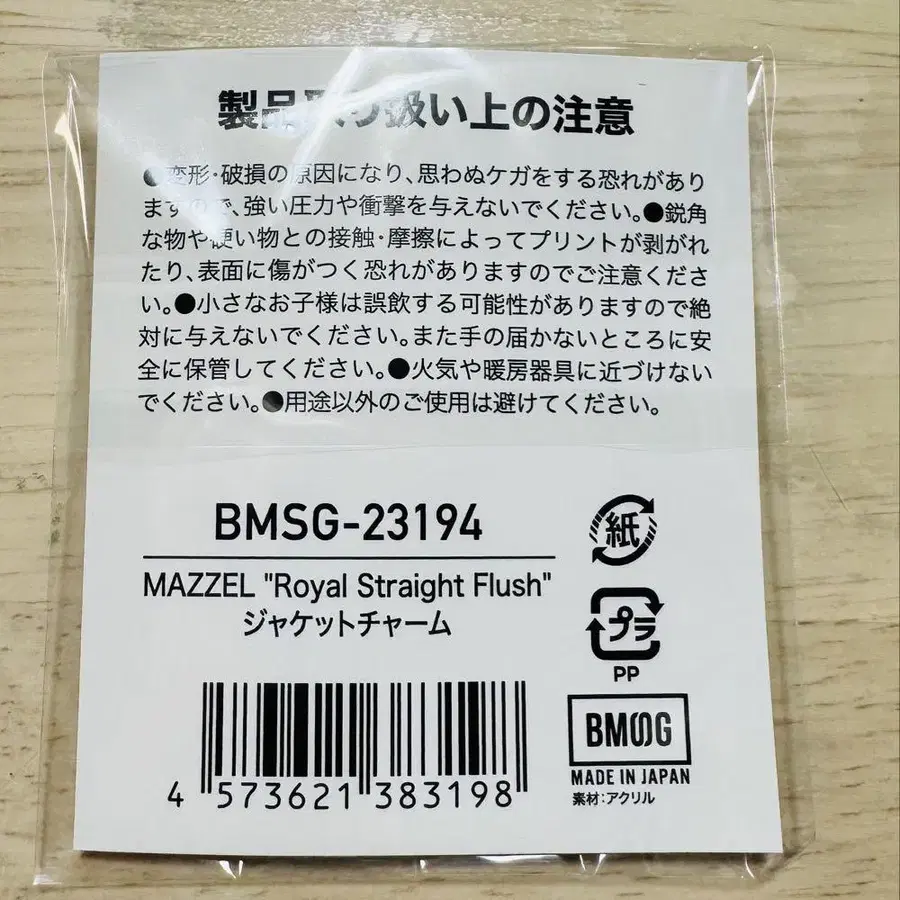 製品取り扱い上の注意
●変形・破損の原因になり、思わぬケガをする恐れがあり
ますので、強い圧力や衝撃を与えないでください。●鋭角
な物や硬い物との接触・摩擦によってプリントが剥がれ
たり、表面に傷がつく恐れがありますのでご注意くださ
い。●小さなお子様は誤飲する可能性がありますので絶
対に与えないでください。また手の届かないところに安
全に保管してください。●火気や暖房器具に近づけない
でください。●用途以外のご使用は避けてください。
BMSG-23194
MAZZEL "Royal Straight Flush"
ジャケットチャーム
紙
プラ
PP
BMSG
MADE IN JAPAN
素材:アクリル
4 573621 383198